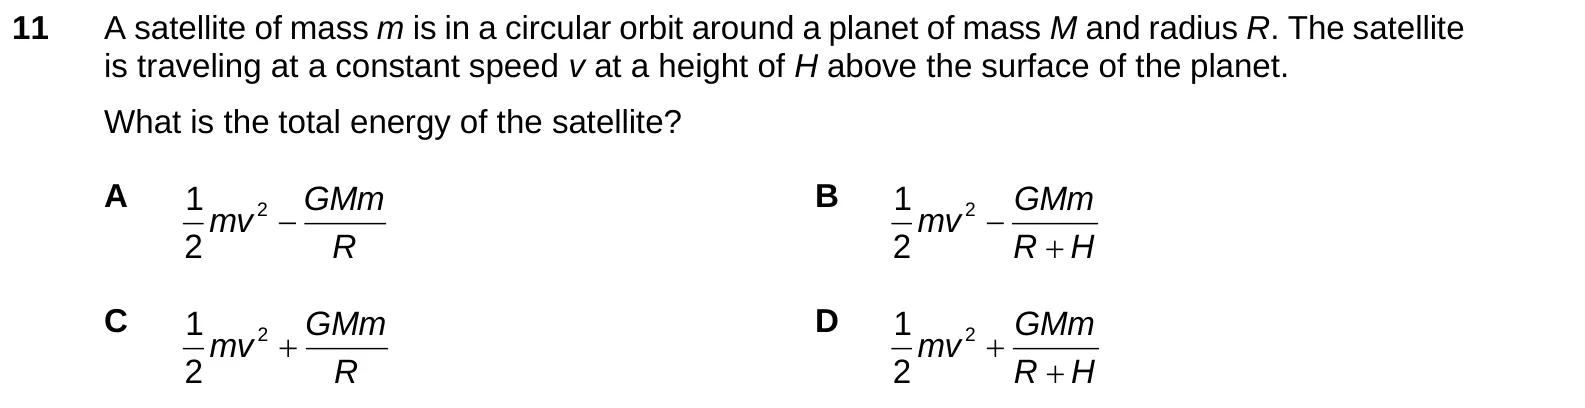 11 A satellite of mass m is in a circular orbit around a planet of mass M and radius R. The satellite
is traveling at a constant speed v at a height of H above the surface of the planet.
What is the total energy of the satellite?
A 1/2 mv² − GMm/R B 1/2 mv² − GMm/(R + H)
C 1/2 mv² + GMm/R D 1/2 mv² + GMm/(R + H)